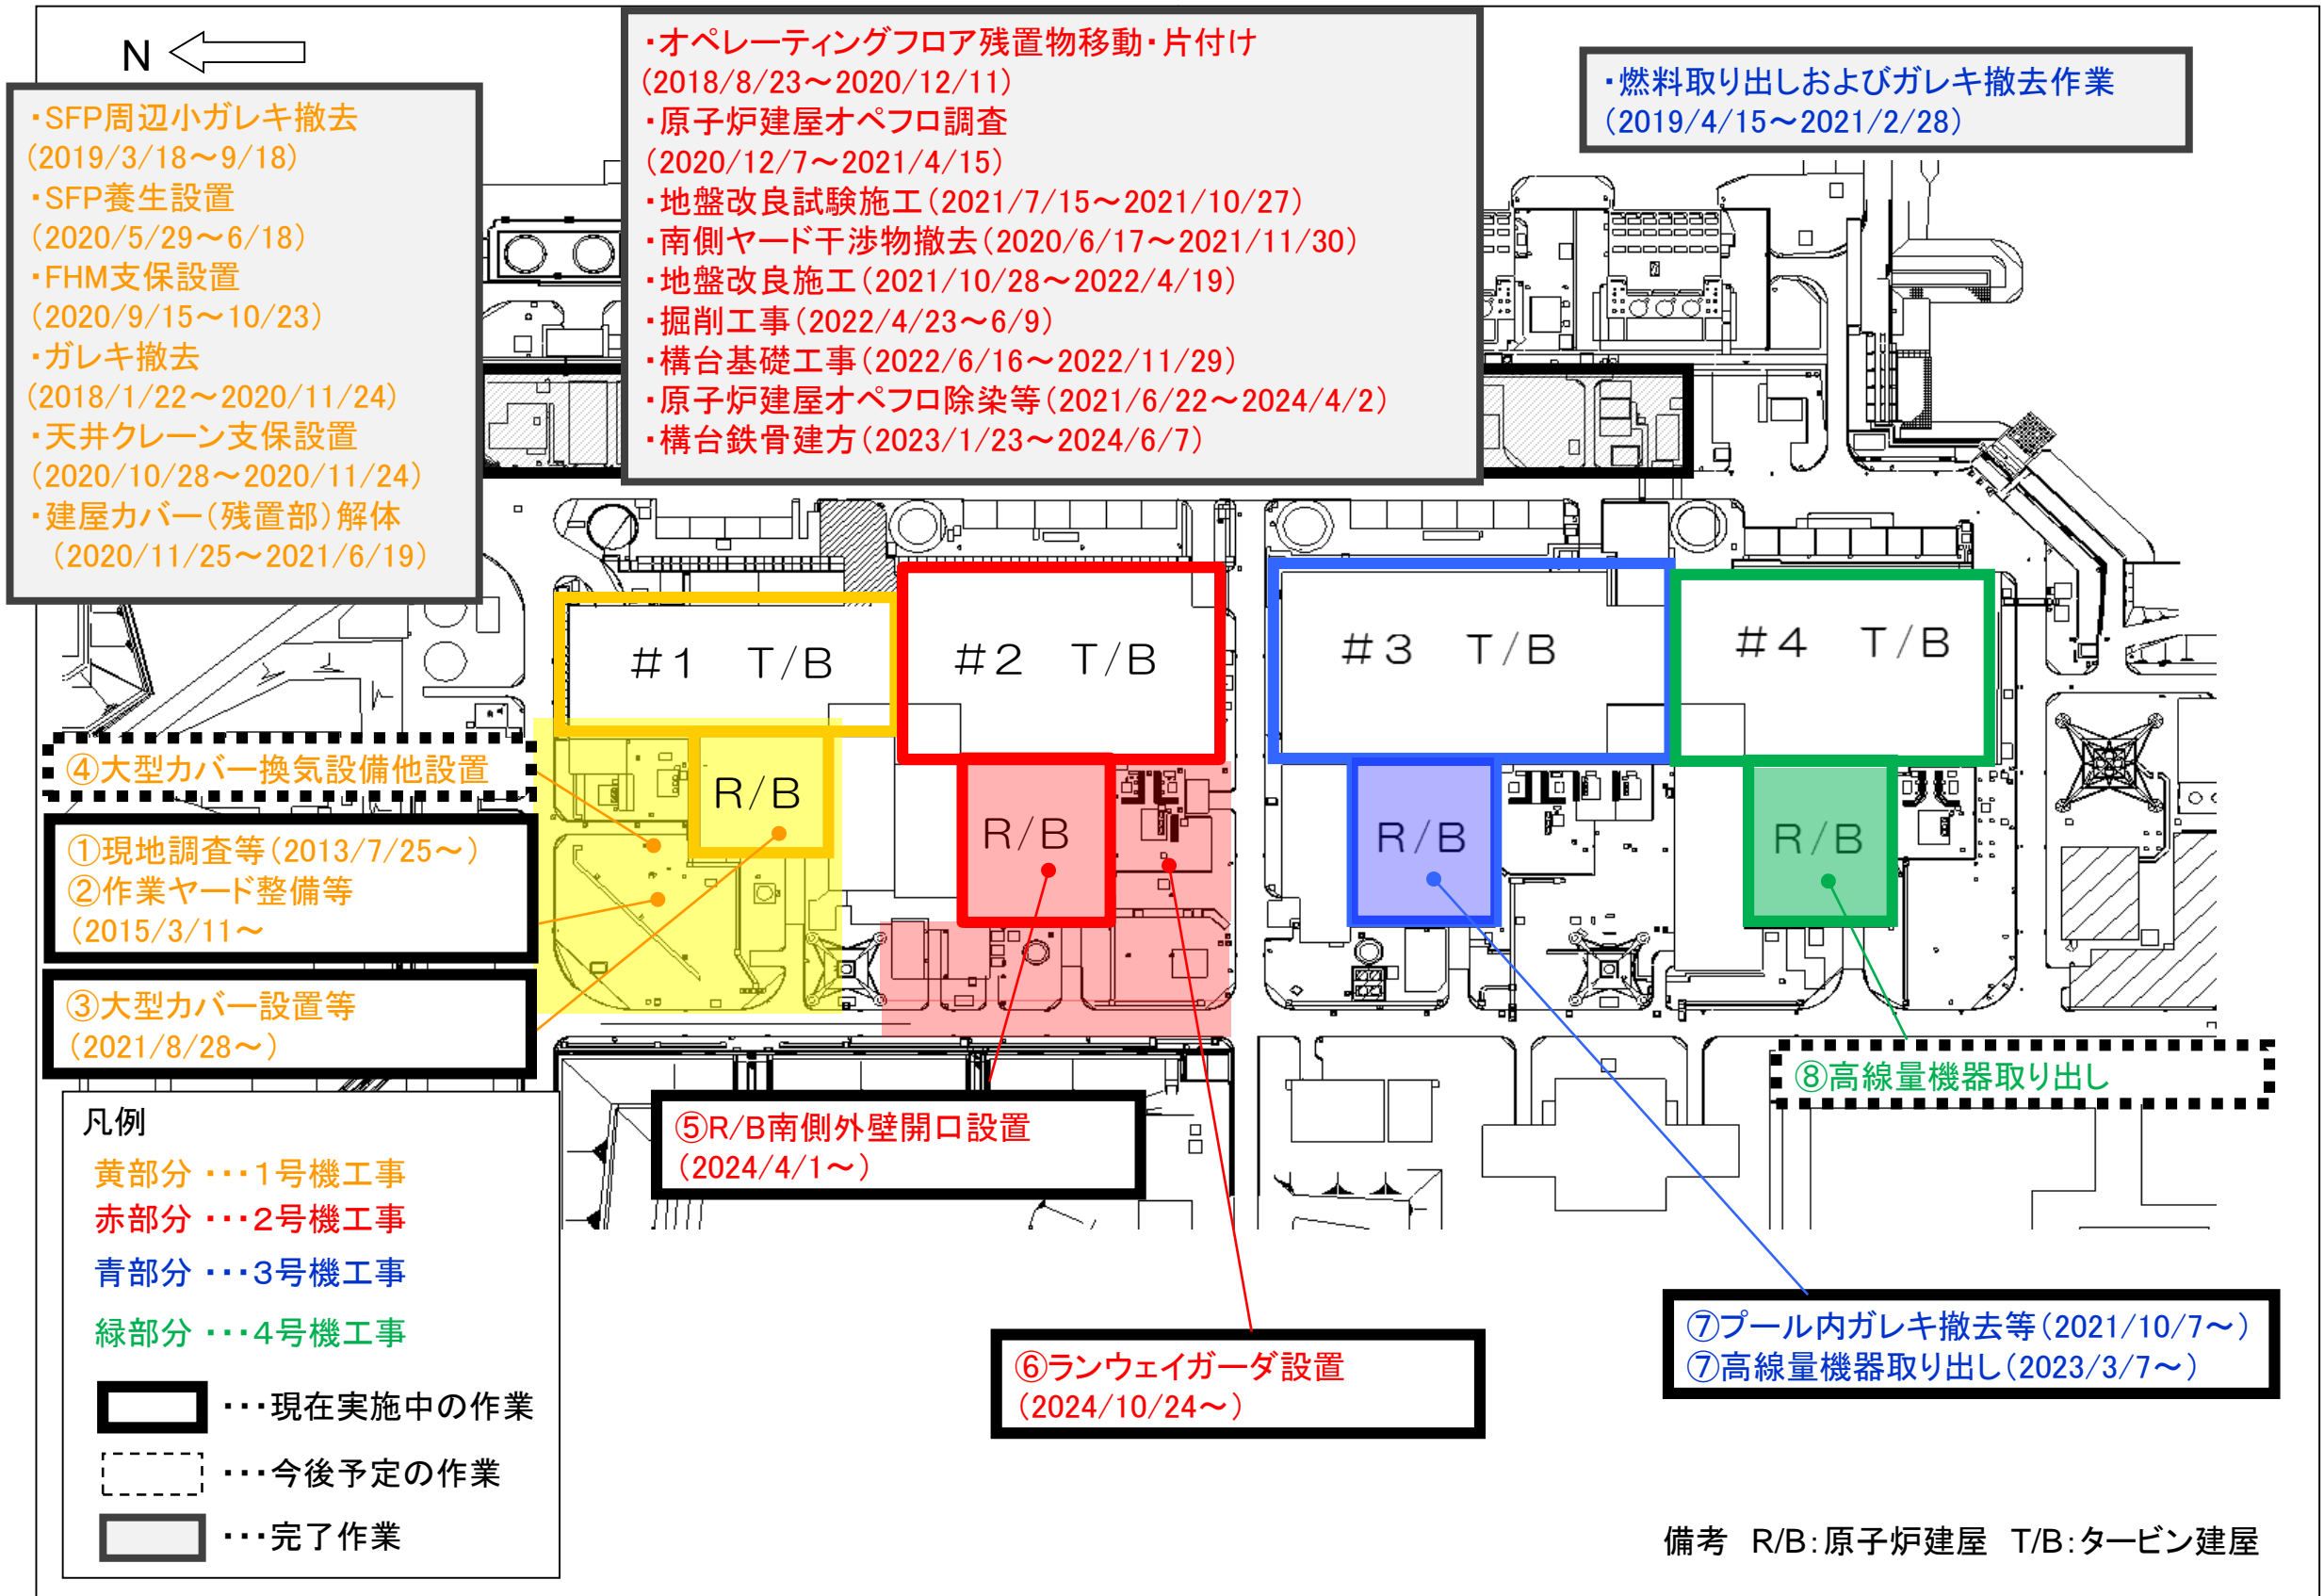 N
・SFP周辺小ガレキ撤去
(2019/3/18～9/18)
・SFP養生設置
(2020/5/29～6/18)
・FHM支保設置
(2020/9/15～10/23)
・ガレキ撤去
(2018/1/22～2020/11/24)
・天井クレーン支保設置
(2020/10/28～2020/11/24)
・建屋カバー(残置部)解体
(2020/11/25～2021/6/19)
・オペレーティングフロア残置物移動・片付け
(2018/8/23～2020/12/11)
・原子炉建屋オペフロ調査
(2020/12/7～2021/4/15)
・地盤改良試験施工(2021/7/15～2021/10/27)
・南側ヤード干渉物撤去(2020/6/17～2021/11/30)
・地盤改良施工(2021/10/28～2022/4/19)
・掘削工事(2022/4/23～6/9)
・構台基礎工事(2022/6/16～2022/11/29)
・原子炉建屋オペフロ除染等(2021/6/22～2024/4/2)
・構台鉄骨建方(2023/1/23～2024/6/7)
・燃料取り出しおよびガレキ撤去作業
(2019/4/15～2021/2/28)
#1 T/B
#2 T/B
#3 T/B
#4 T/B
R/B
R/B
R/B
R/B
④大型カバー換気設備他設置
①現地調査等(2013/7/25～)
②作業ヤード整備等
(2015/3/11～
③大型カバー設置等
(2021/8/28～)
⑤R/B南側外壁開口設置
(2024/4/1～)
⑥ランウェイガーダ設置
(2024/10/24～)
⑧高線量機器取り出し
⑦プール内ガレキ撤去等(2021/10/7～)
⑦高線量機器取り出し(2023/3/7～)
凡例
黄部分 ・・・1号機工事
赤部分 ・・・2号機工事
青部分 ・・・3号機工事
緑部分 ・・・4号機工事
・・・現在実施中の作業
・・・今後予定の作業
・・・完了作業
備考 R/B:原子炉建屋 T/B:タービン建屋